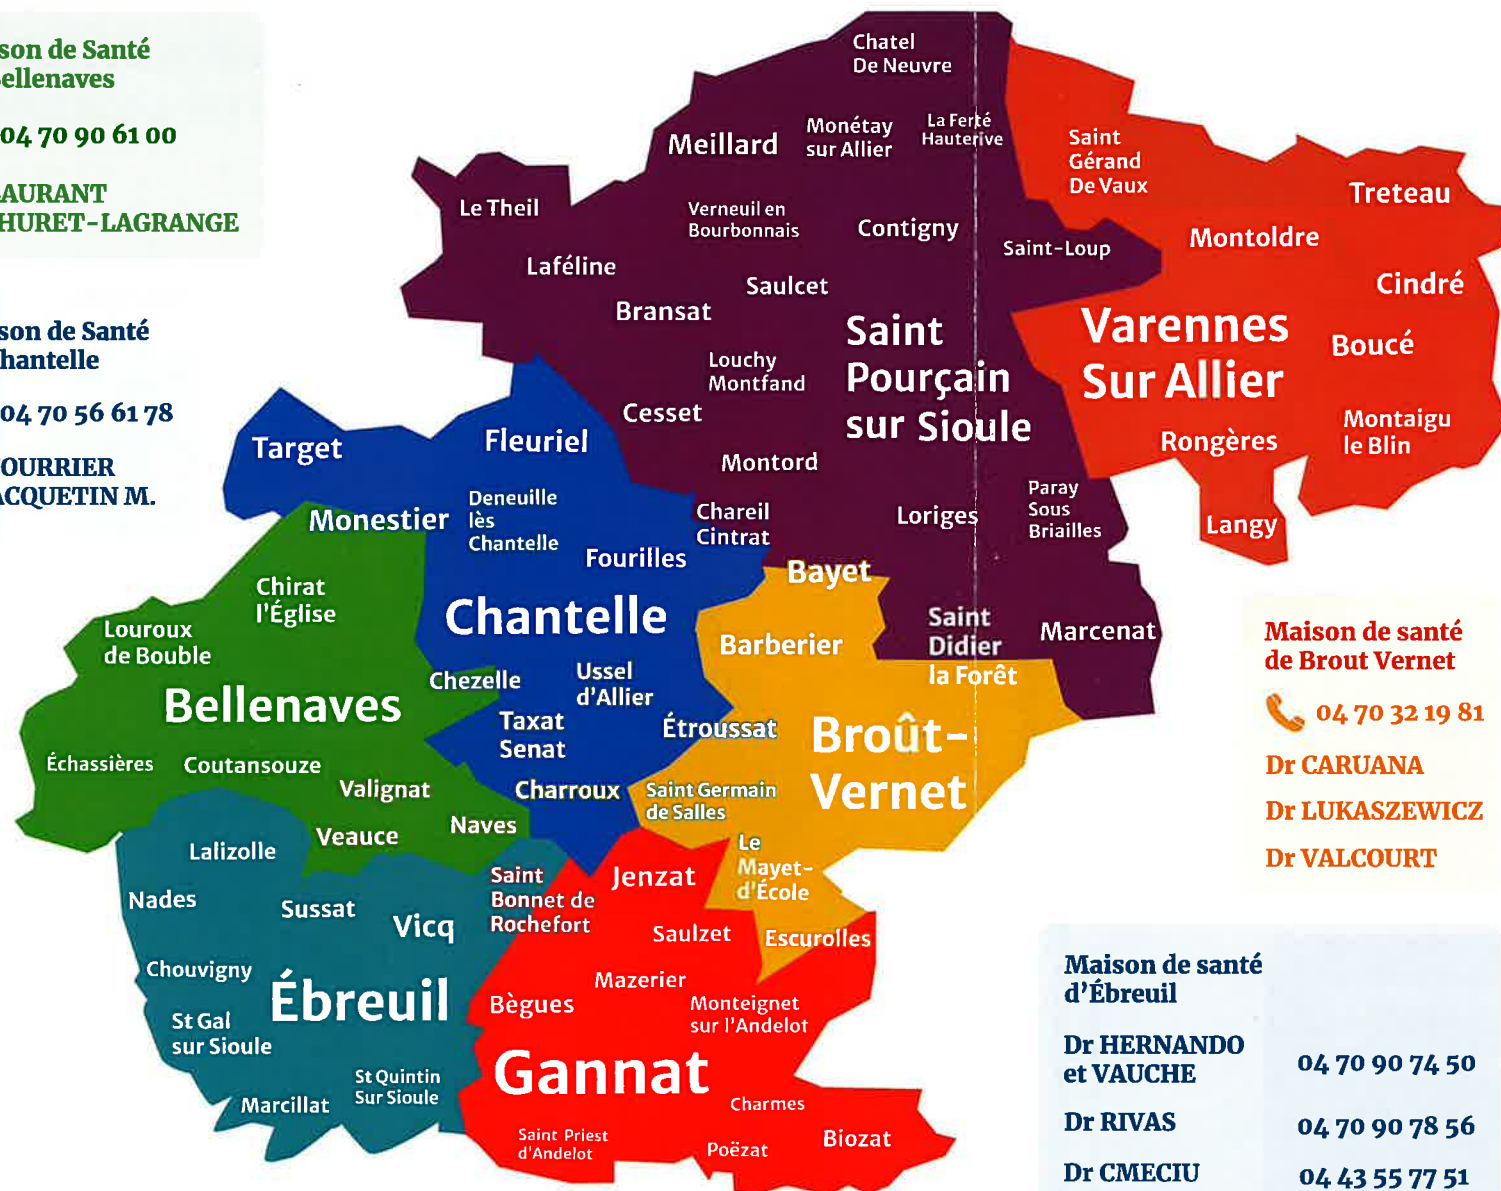 son de Santé
Bellenaves
04 70 90 61 00
LAURANT
HURET-LAGRANGE
son de Santé
Chantelle
04 70 56 61 78
FOURRIER
ACQUETIN M.
Chatel
De Neuvre
Meillard
Monétay
sur Allier
La Ferté
Hauterive
Le Theil
Verneuil en
Bourbonnais
Contigny
Saint-Loup
Laféline
Saulcet
Bransat
Saint
Pourçain
sur Sioule
Louchy
Montfand
Cesset
Montord
Chareil
Cintrat
Loriges
Paray
Sous
Briailles
Saint
Didier
la Forêt
Marcenat
Saint
Gérand
De Vaux
Treteau
Montoldre
Cindré
Varennes
Sur Allier
Boucé
Rongères
Montaigu
le Blin
Langy
Target
Fleuriel
Monestier
Deneuille
lès
Chantelle
Fourilles
Chantelle
Chezelle
Ussel
d'Allier
Taxat
Senat
Étroussat
Charroux
Bayet
Barberier
Broût-
Vernet
Saint Germain
de Salles
Le
Mayet-
d'École
Escurolles
Chirat
l'Église
Louroux
de Bouble
Bellenaves
Échassières
Coutansouze
Valignat
Veauce
Naves
Lalizolle
Nades
Sussat
Vicq
Chouvigny
Ébreuil
St Gal
sur Sioule
St Quintin
Sur Sioule
Marcillat
Saint
Bonnet de
Rochefort
Jenzat
Saulzet
Mazerier
Bègues
Monteignet
sur l'Andelot
Gannat
Charmes
Saint Priest
d'Andelot
Poëzat
Biozat
Maison de santé
de Brout Vernet
04 70 32 19 81
Dr CARUANA
Dr LUKASZEWICZ
Dr VALCOURT
Maison de santé
d'Ébreuil
Dr HERNANDO
et VAUCHE
04 70 90 74 50
Dr RIVAS
04 70 90 78 56
Dr CMECIU
04 43 55 77 51